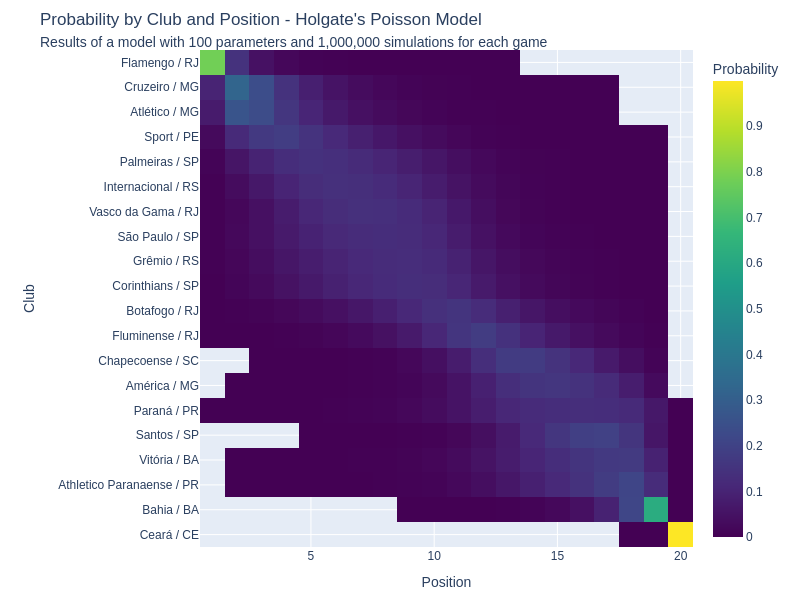 Probability by Club and Position - Holgate's Poisson Model
Results of a model with 100 parameters and 1,000,000 simulations for each game
Probability
Flamengo / RJ
Cruzeiro / MG
Atlético / MG
Sport / PE
Palmeiras / SP
Internacional / RS
Vasco da Gama / RJ
São Paulo / SP
Grêmio / RS
Corinthians / SP
Botafogo / RJ
Fluminense / RJ
Chapecoense / SC
América / MG
Paraná / PR
Santos / SP
Vitória / BA
Athletico Paranaense / PR
Bahia / BA
Ceará / CE
Club
5
10
15
20
Position
0.9
0.8
0.7
0.6
0.5
0.4
0.3
0.2
0.1
0